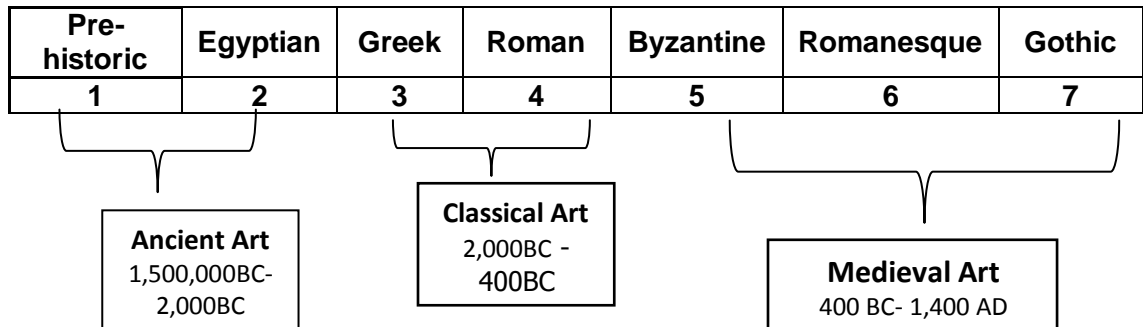 Pre-
historic
Egyptian
Greek
Roman
Byzantine
Romanesque
Gothic
1
2
3
4
5
6
7
Ancient Art
1,500,000BC-
2,000BC
Classical Art
2,000BC -
400BC
Medieval Art
400 BC- 1,400 AD